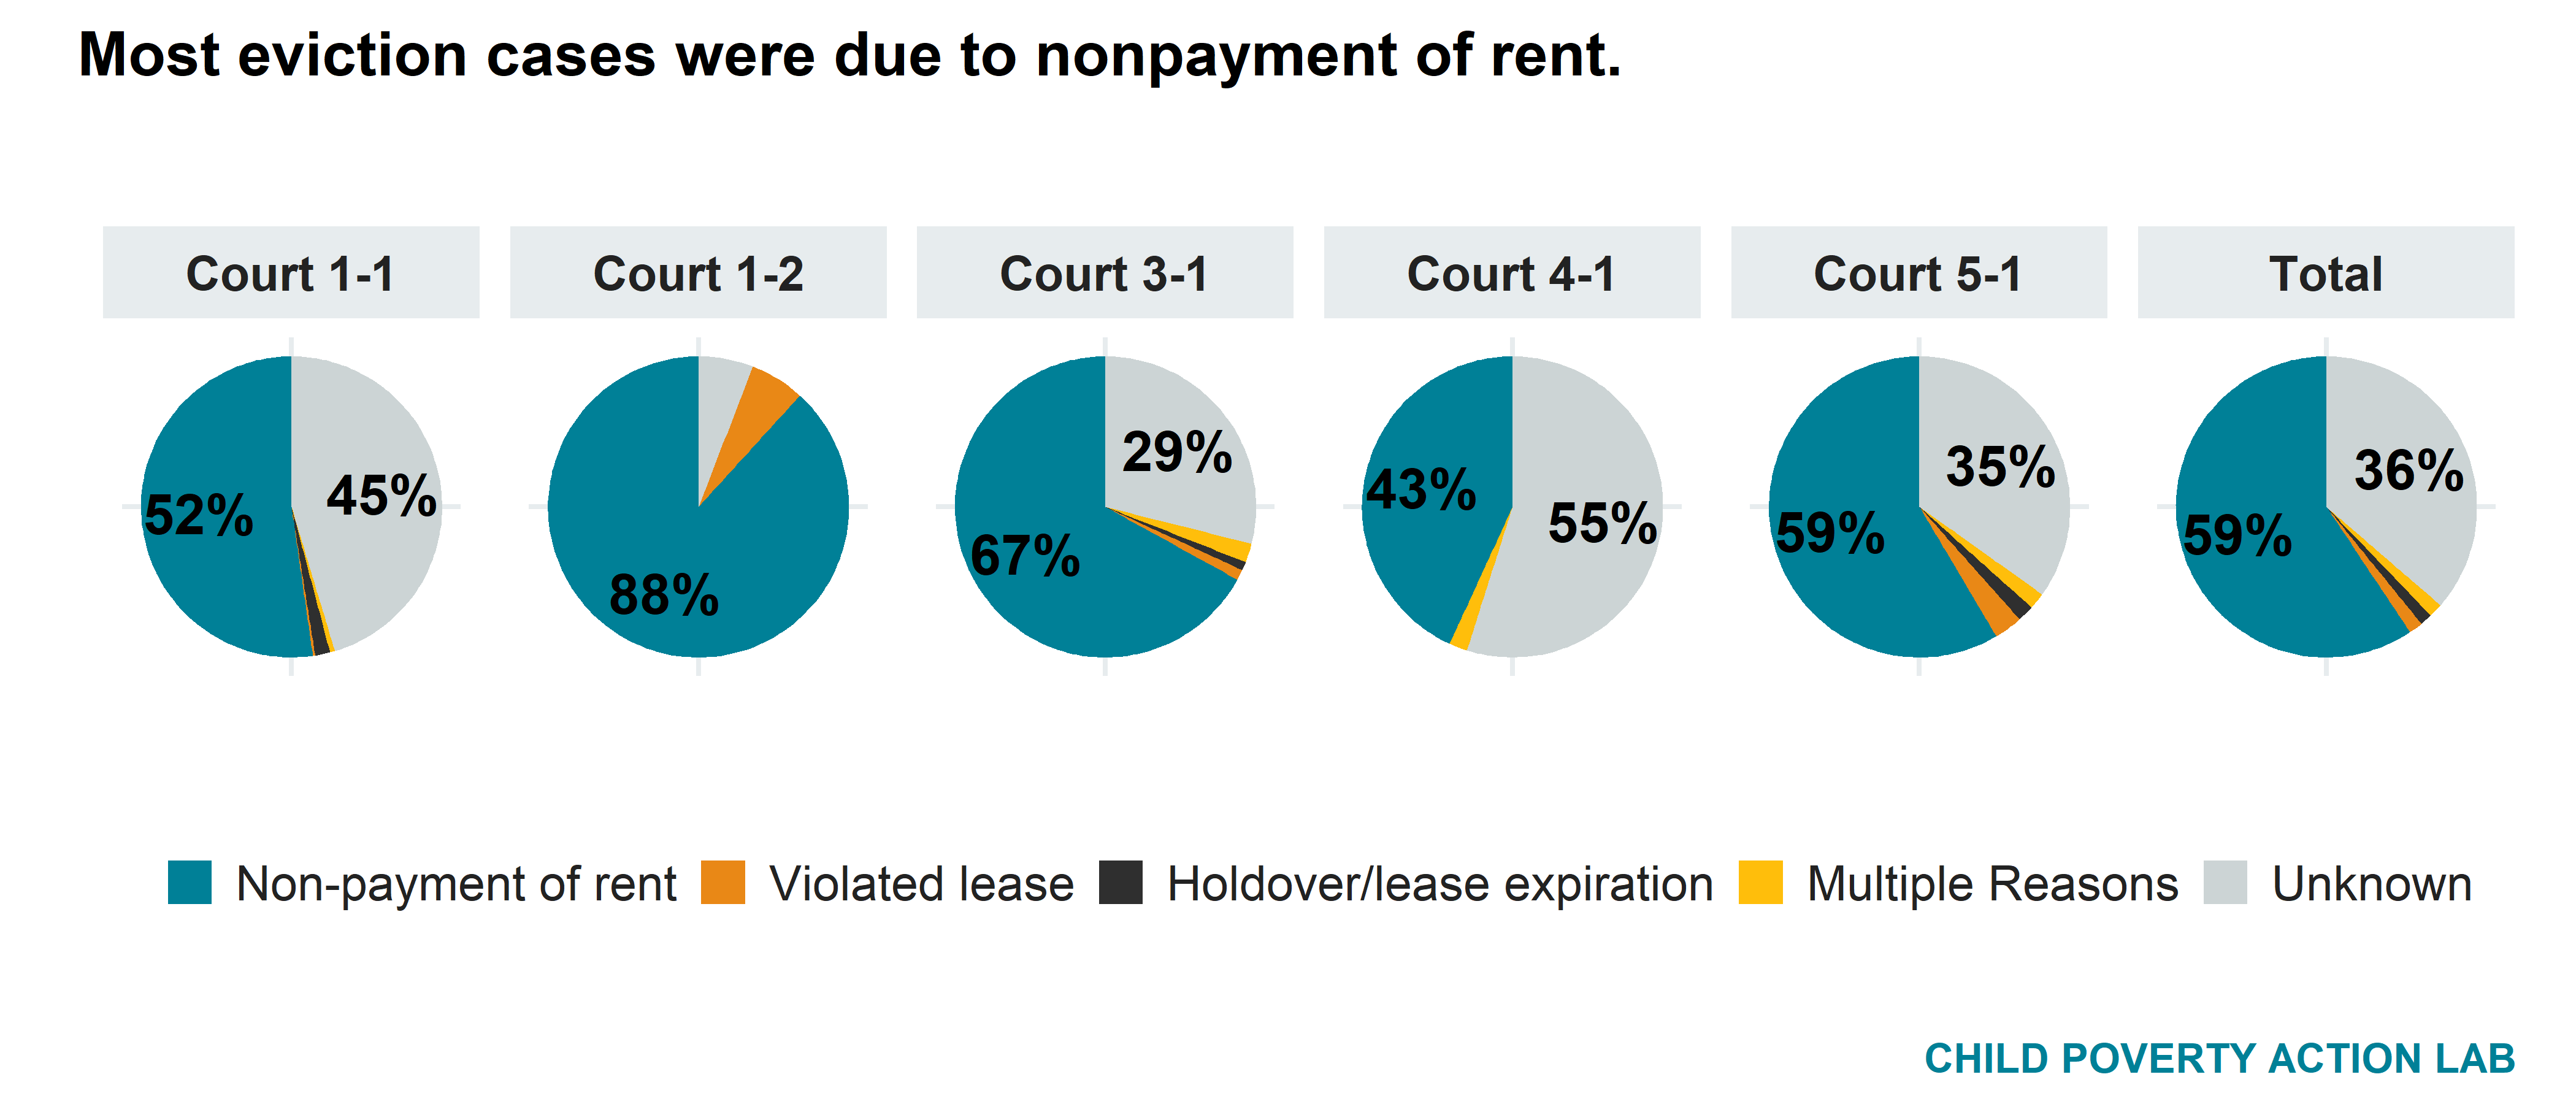 Most eviction cases were due to nonpayment of rent.
Court 1-1
Court 1-2
Court 3-1
Court 4-1
Court 5-1
Total
52%
45%
88%
67%
29%
43%
55%
59%
35%
59%
36%
Non-payment of rent
Violated lease
Holdover/lease expiration
Multiple Reasons
Unknown
CHILD POVERTY ACTION LAB